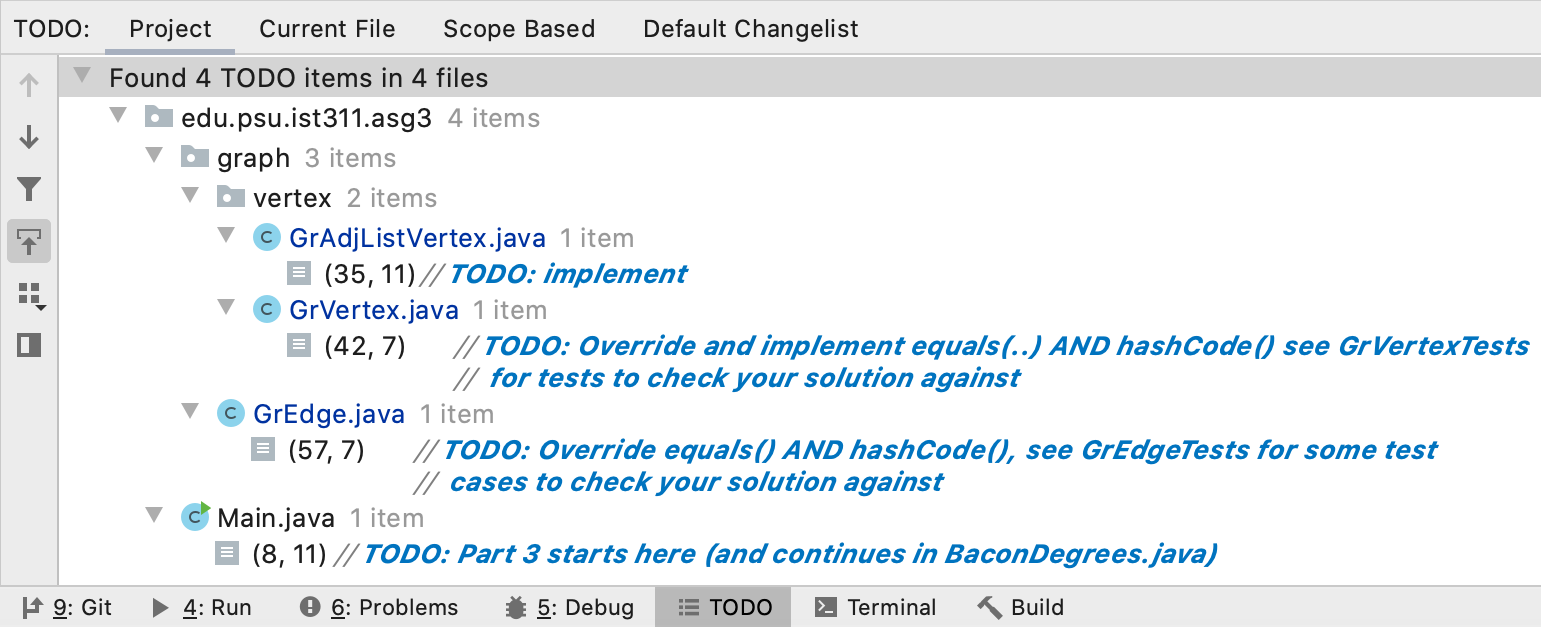 TODO: Project Current File Scope Based Default Changelist
Found 4 TODO items in 4 files
edu.psu.ist311.asg3 4 items
graph 3 items
vertex 2 items
C GrAdjListVertex.java 1 item
(35, 11) // TODO: implement
C GrVertex.java 1 item
(42, 7) // TODO: Override and implement equals(..) AND hashCode() see GrVertexTests
// for tests to check your solution against
C GrEdge.java 1 item
(57, 7) // TODO: Override equals() AND hashCode(), see GrEdgeTests for some test
// cases to check your solution against
C Main.java 1 item
(8, 11) // TODO: Part 3 starts here (and continues in BaconDegrees.java)
9: Git 4: Run 6: Problems 5: Debug TODO Terminal Build